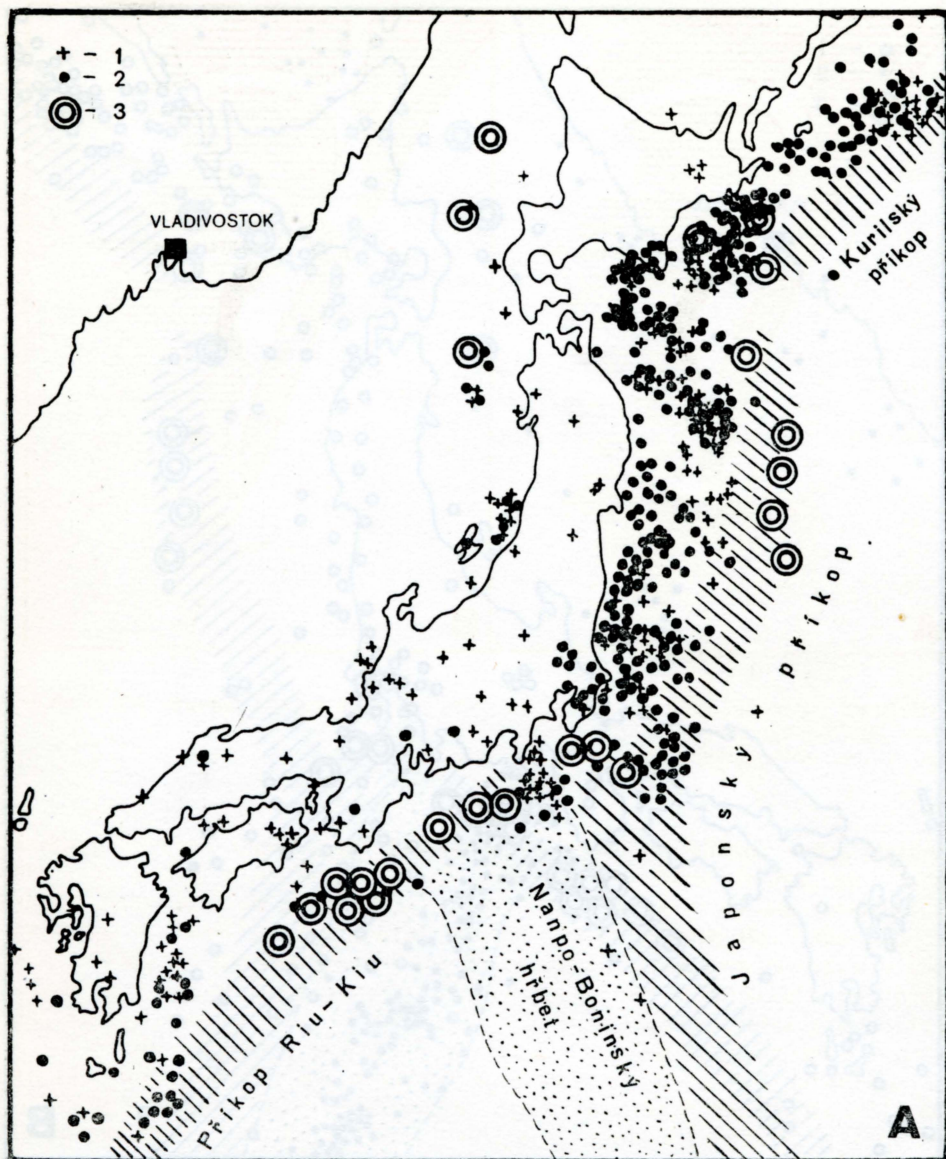 + - 1
● - 2
◎ - 3
VLADIVOSTOK
Kurilský
příkop
Japonský příkop
Nanpo-Boninský
hřbet
Příkop Riu-Kiu
A